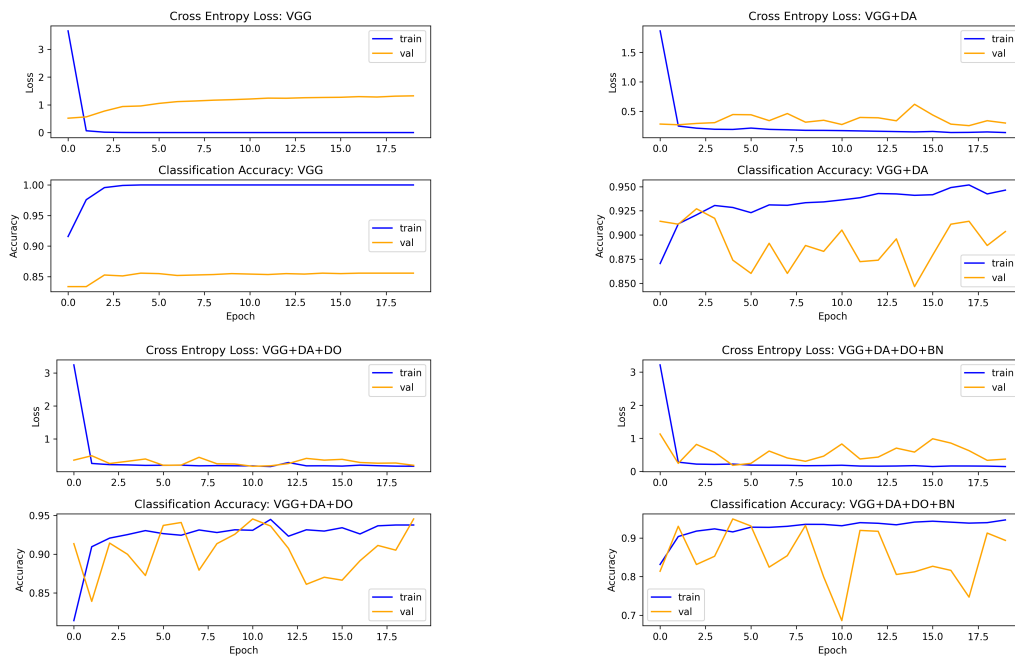 Cross Entropy Loss: VGG
Loss
3
2
1
0
train
val
0.0 2.5 5.0 7.5 10.0 12.5 15.0 17.5
Classification Accuracy: VGG
Accuracy
1.00
0.95
0.90
0.85
train
val
0.0 2.5 5.0 7.5 10.0 12.5 15.0 17.5
Epoch
Cross Entropy Loss: VGG+DA
Loss
1.5
1.0
0.5
train
val
0.0 2.5 5.0 7.5 10.0 12.5 15.0 17.5
Classification Accuracy: VGG+DA
Accuracy
0.950
0.925
0.900
0.875
0.850
train
val
0.0 2.5 5.0 7.5 10.0 12.5 15.0 17.5
Epoch
Cross Entropy Loss: VGG+DA+DO
Loss
3
2
1
train
val
0.0 2.5 5.0 7.5 10.0 12.5 15.0 17.5
Classification Accuracy: VGG+DA+DO
Accuracy
0.95
0.90
0.85
train
val
0.0 2.5 5.0 7.5 10.0 12.5 15.0 17.5
Epoch
Cross Entropy Loss: VGG+DA+DO+BN
Loss
3
2
1
0
train
val
0.0 2.5 5.0 7.5 10.0 12.5 15.0 17.5
Classification Accuracy: VGG+DA+DO+BN
Accuracy
0.9
0.8
0.7
train
val
0.0 2.5 5.0 7.5 10.0 12.5 15.0 17.5
Epoch